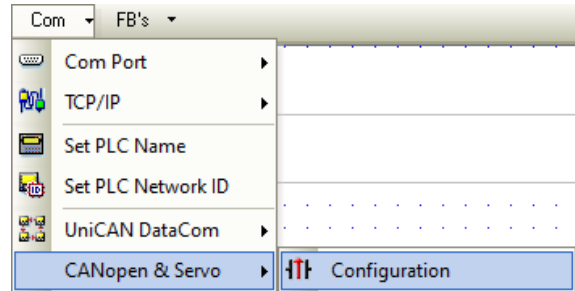 Com FB's
Com Port
TCP/IP
Set PLC Name
Set PLC Network ID
UniCAN DataCom
CANopen & Servo Configuration